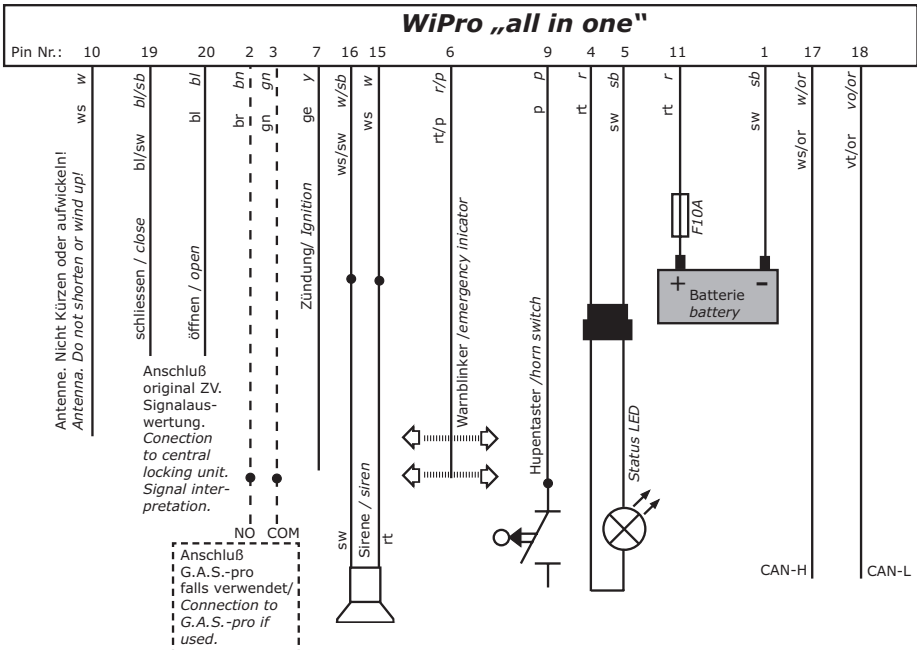 WiPro „all in one“
Pin Nr.: 10 19 20 2 3 7 16 15 6 9 4 5 11 1 17 18
ws w
bl/sw bl/sb
bl bl
br bn
gn gn
ge y
ws/sw w/sb
ws w
rt/p r/p
p p
rt r
sw sb
rt r
sw sb
ws/or w/or
vt/or vo/or
Antenne. Nicht Kürzen oder aufwickeln!
Antenna. Do not shorten or wind up!
schliessen / close
öffnen / open
Anschluß
original ZV.
Signalaus-
wertung.
Conection
to central
locking unit.
Signal inter-
pretation.
NO COM
Anschluß
G.A.S.-pro
falls verwendet/
Connection to
G.A.S.-pro if
used.
Zündung/ Ignition
sw
Sirene / siren
rt
Warnblinker /emergency inicator
Hupentaster /horn switch
Status LED
F10A
+ -
Batterie
battery
CAN-H
CAN-L